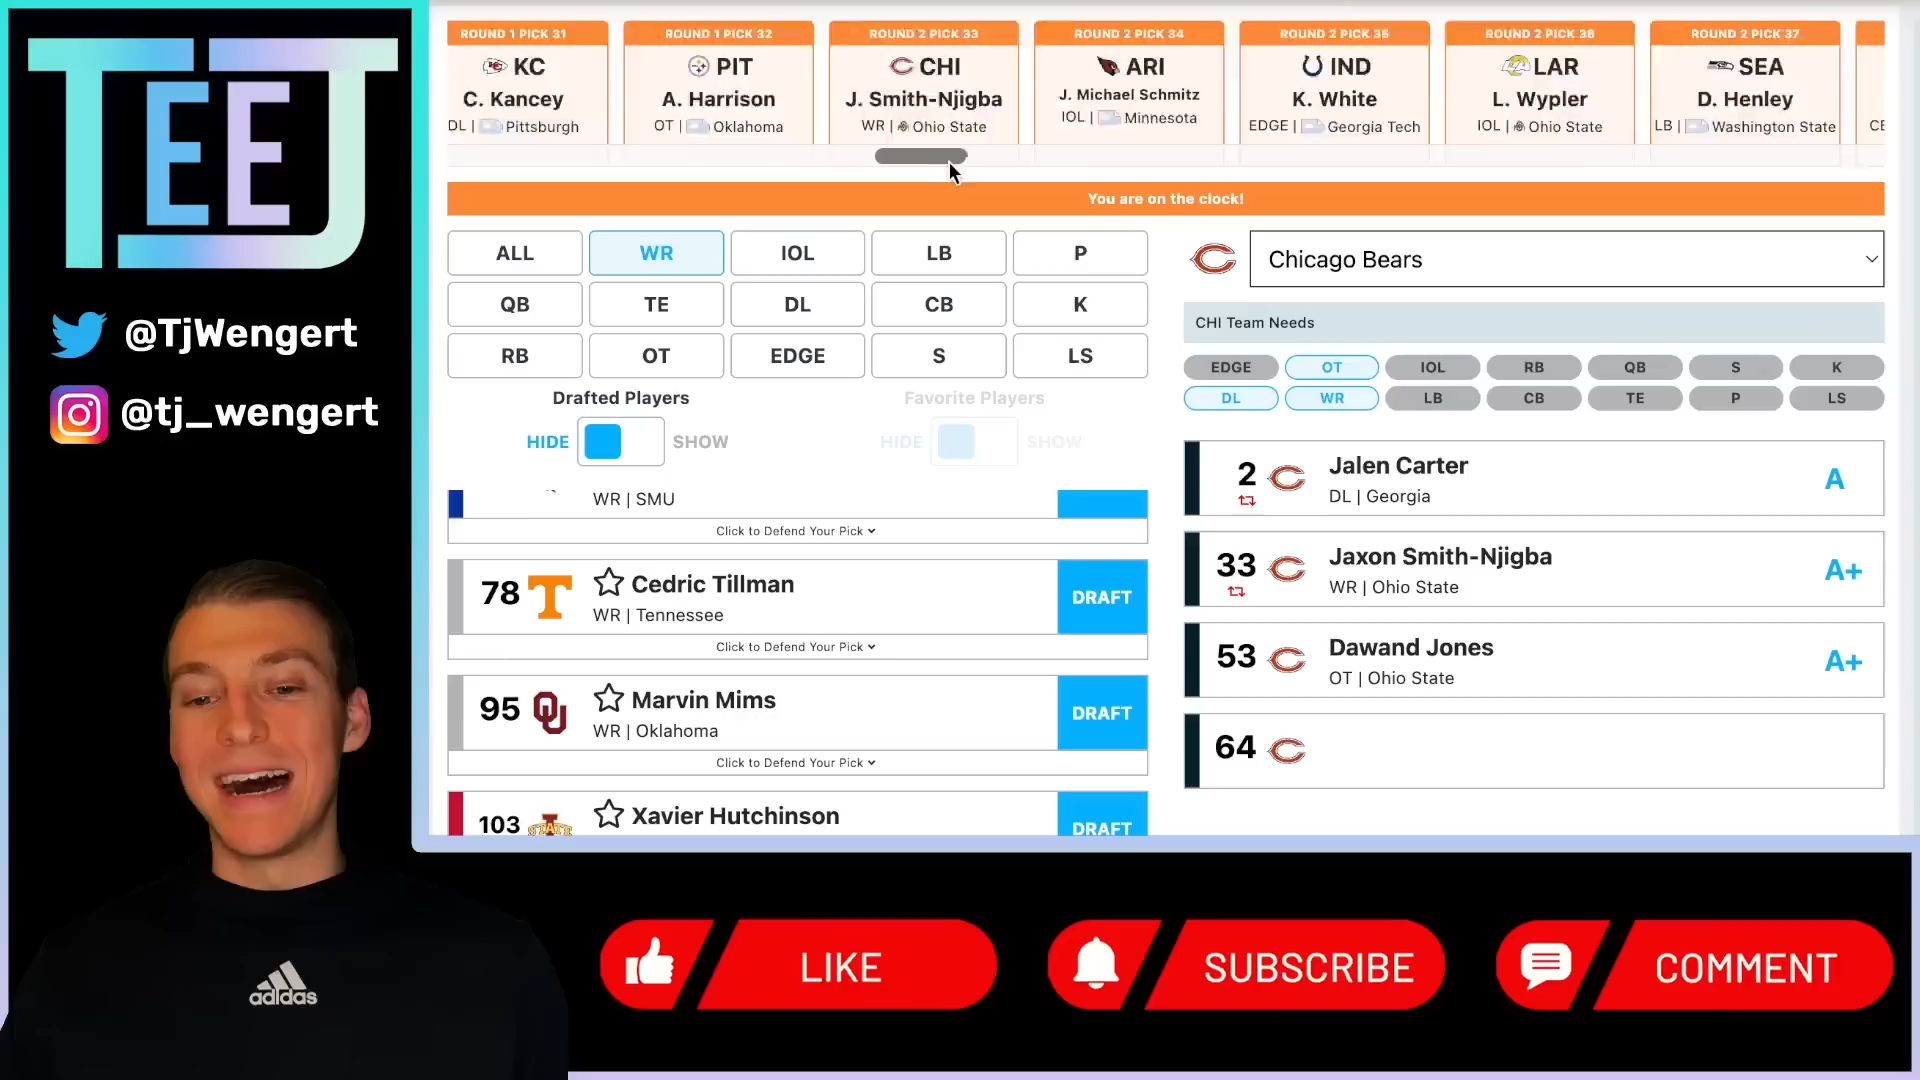 TEEJ
@TjWengert
@tj_wengert
adidas
ROUND 1 PICK 31
KC
C. Kancey
DL | Pittsburgh
ROUND 1 PICK 32
PIT
A. Harrison
OT | Oklahoma
ROUND 2 PICK 33
CHI
J. Smith-Njigba
WR | Ohio State
ROUND 2 PICK 34
ARI
J. Michael Schmitz
IOL | Minnesota
ROUND 2 PICK 35
IND
K. White
EDGE | Georgia Tech
ROUND 2 PICK 36
LAR
L. Wypler
IOL | Ohio State
ROUND 2 PICK 37
SEA
D. Henley
LB | Washington State
You are on the clock!
ALL WR IOL LB P
QB TE DL CB K
RB OT EDGE S LS
Drafted Players
HIDE SHOW
Favorite Players
HIDE SHOW
WR | SMU
Click to Defend Your Pick
78 Cedric Tillman
WR | Tennessee
DRAFT
Click to Defend Your Pick
95 OU Marvin Mims
WR | Oklahoma
DRAFT
Click to Defend Your Pick
103 STATE Xavier Hutchinson
DRAFT
Chicago Bears
CHI Team Needs
EDGE OT IOL RB QB S K
DL WR LB CB TE P LS
2 Jalen Carter
DL | Georgia
A
33 Jaxon Smith-Njigba
WR | Ohio State
A+
53 Dawand Jones
OT | Ohio State
A+
64
LIKE
SUBSCRIBE
COMMENT